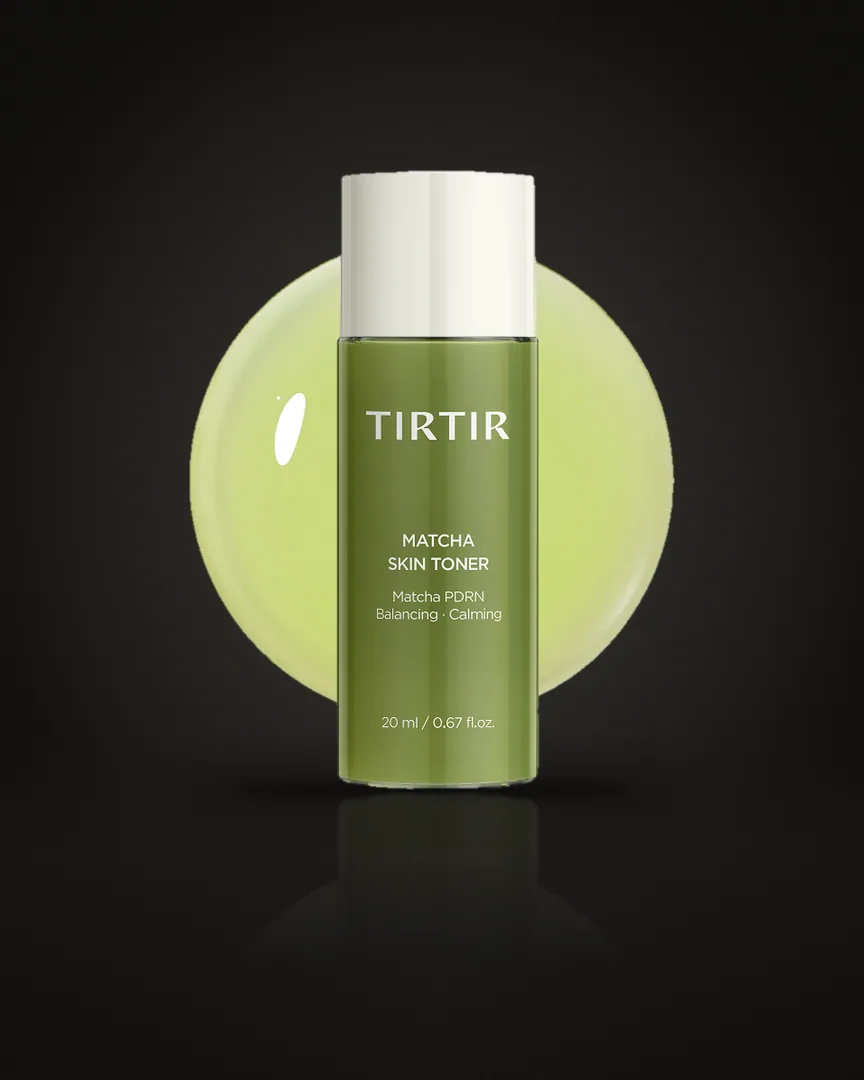 TIRTIR
MATCHA
SKIN TONER
Matcha PDRN
Balancing · Calming
20 ml / 0.67 fl.oz.